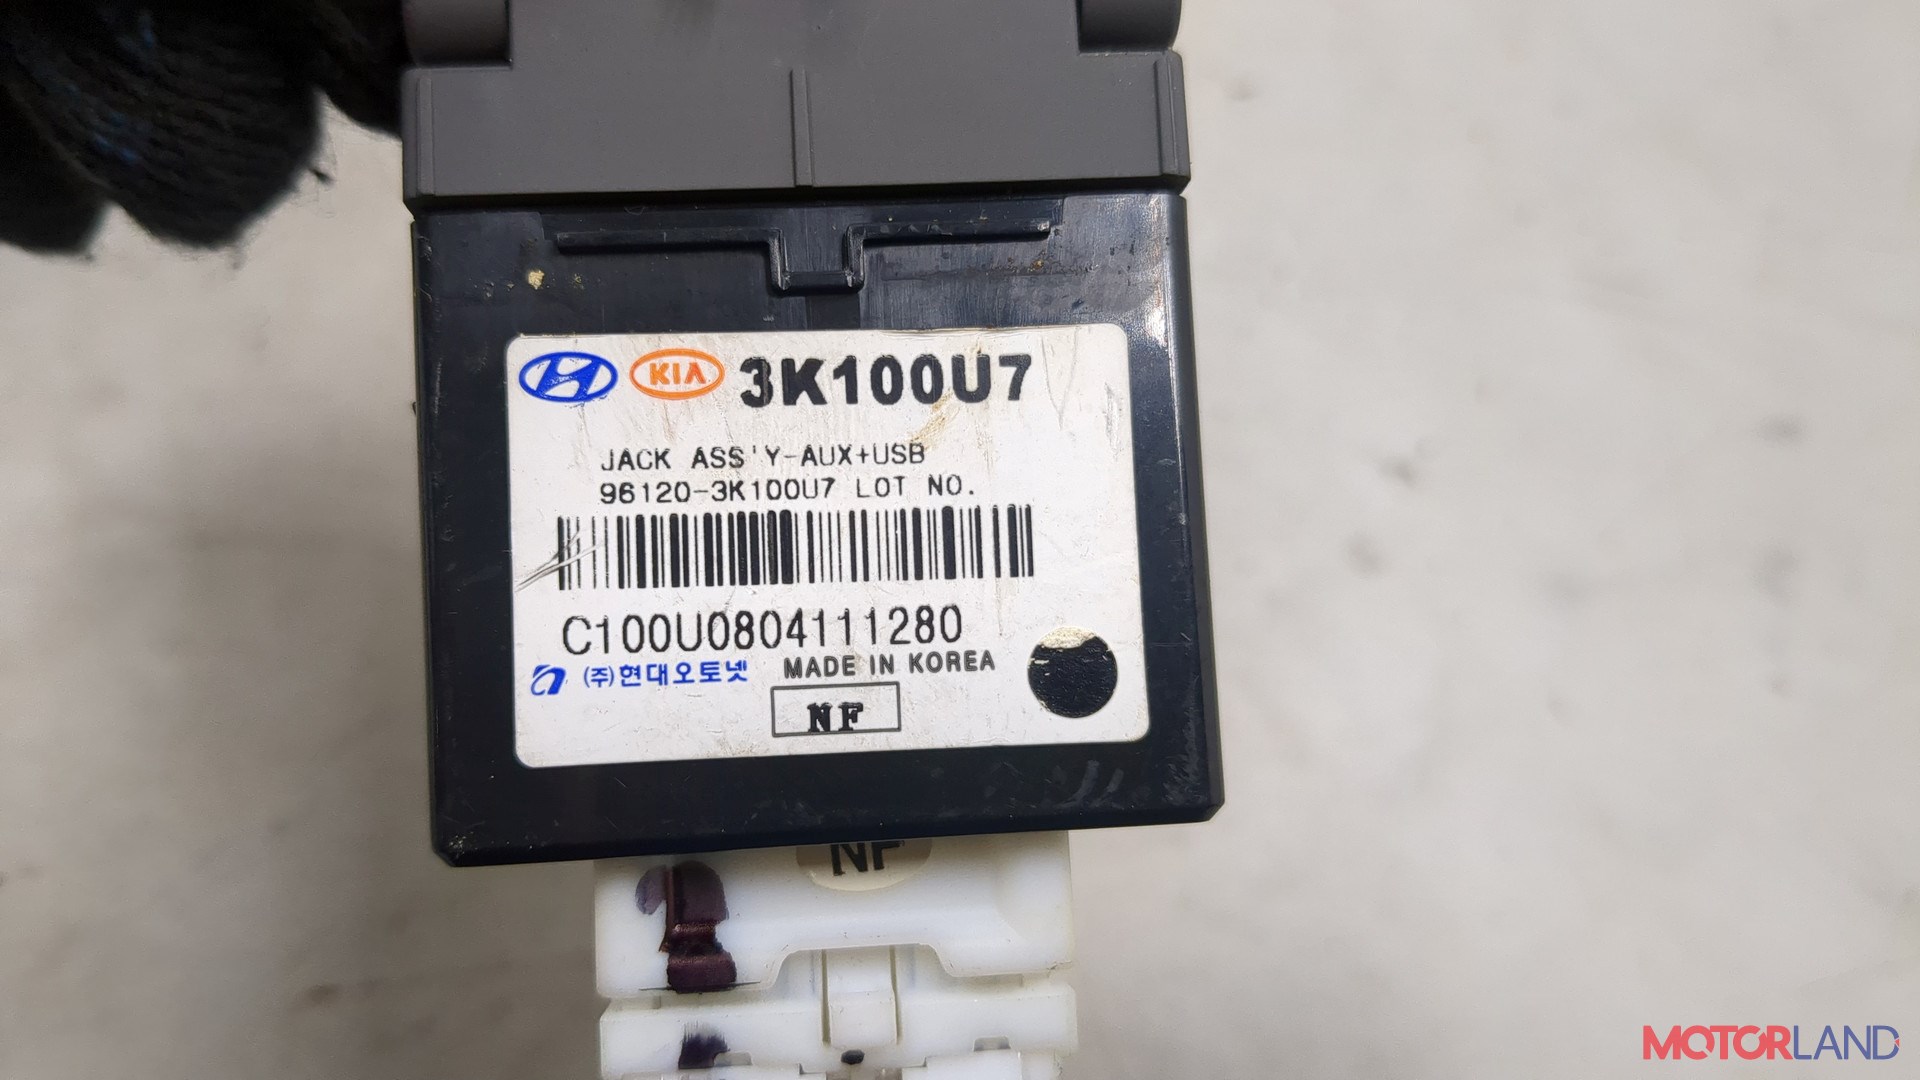 KIA 3K100U7
JACK ASS'Y-AUX+USB
96120-3K100U7 LOT NO.
C100U0804111280
(주)현대오토넷 MADE IN KOREA
NF
NF
MOTORLAND